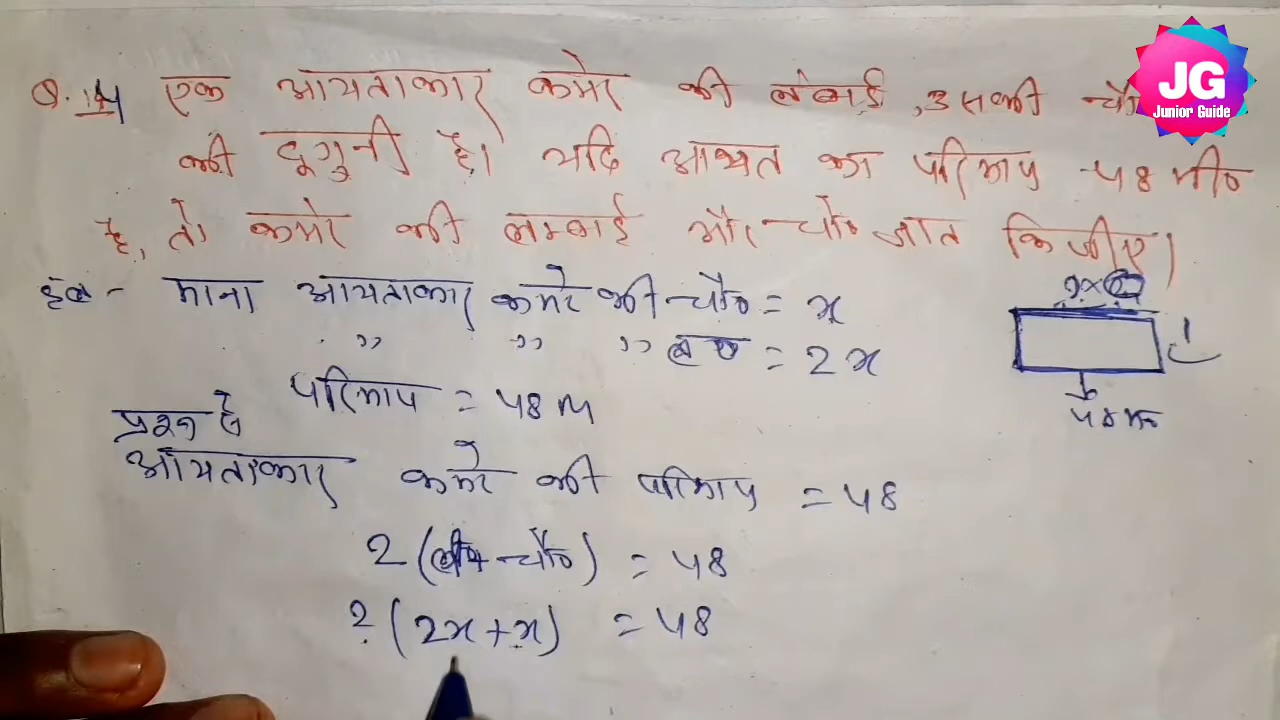 Q.14 एक आयताकार कमरे की लंबाई, उसकी चौ
की दुगुनी है। यदि आयत का परिमाप 48 मी०
है, तो कमरे की लम्बाई और चौ० ज्ञात किजीए।
हल - माना आयताकार कमरे की चौ० = x
,, ,, ,, ल० = 2x
परिमाप = 48 m
प्रश्न से
आयताकार कमरे की परिमाप = 48
2 (ल०+ चौ०) = 48
2 (2x + x) = 48
48 m
JG
Junior Guide